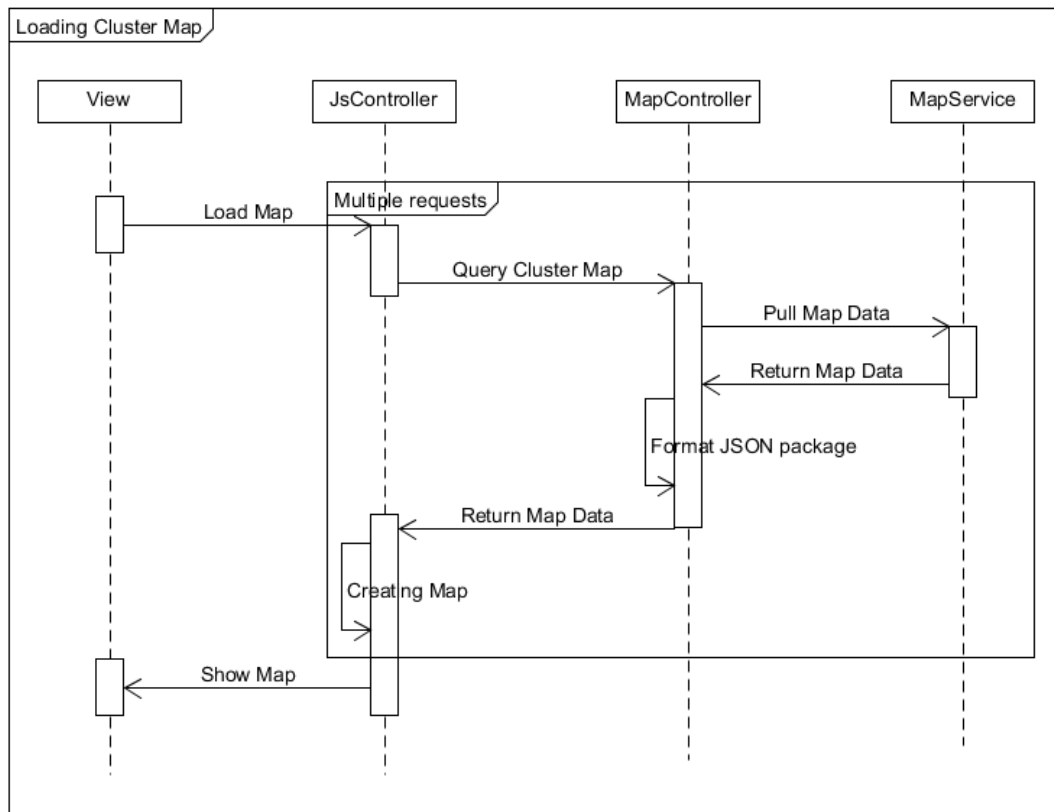 Loading Cluster Map
View
JsController
MapController
MapService
Multiple requests
Load Map
Query Cluster Map
Pull Map Data
Return Map Data
Format JSON package
Return Map Data
Creating Map
Show Map